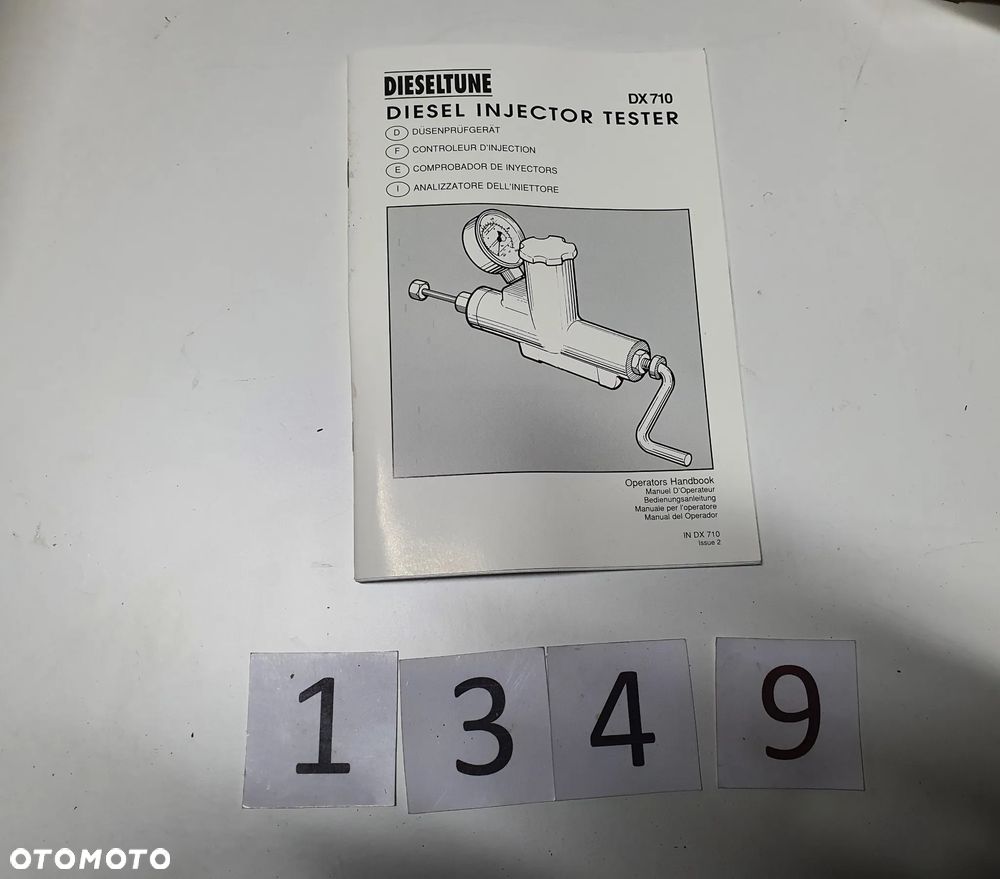 DIESELTUNE
DX 710
DIESEL INJECTOR TESTER
D DÜSENPRÜFGERÄT
F CONTROLEUR D'INJECTION
E COMPROBADOR DE INYECTORS
I ANALIZZATORE DELL'INIETTORE
Operators Handbook
Manuel D'Operateur
Bedienungsanleitung
Manuale per l'operatore
Manual del Operador
IN DX 710
Issue 2
1 3 4 9
OTOMOTO